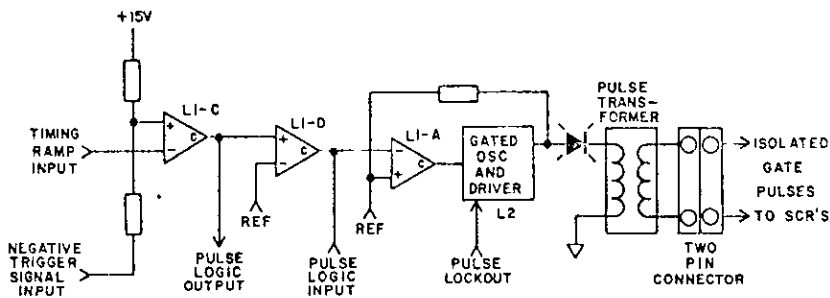 +15V
L1-C
TIMING
RAMP
INPUT
+
-
C
L1-D
+
-
C
REF
NEGATIVE
TRIGGER
SIGNAL
INPUT
PULSE
LOGIC
OUTPUT
PULSE
LOGIC
INPUT
L1-A
-
+
C
REF
GATED
OSC
AND
DRIVER
L2
PULSE
LOCKOUT
PULSE
TRANS-
FORMER
ISOLATED
GATE
PULSES
TO SCR'S
TWO
PIN
CONNECTOR